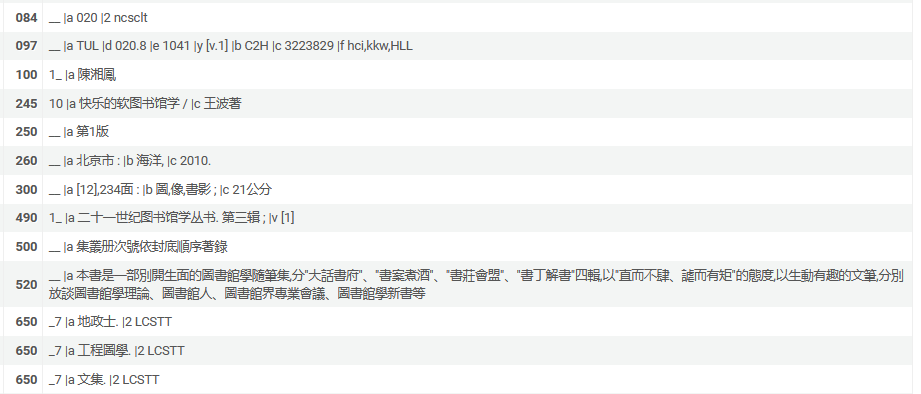 084 __ |a 020 |2 ncsclt
097 __ |a TUL |d 020.8 |e 1041 |y [v.1] |b C2H |c 3223829 |f hci,kkw,HLL
100 1_ |a 陳湘鳳
245 10 |a 快乐的软图书馆学 / |c 王波著
250 __ |a 第1版
260 __ |a 北京市 : |b 海洋, |c 2010.
300 __ |a [12],234面 : |b 圖,像,書影 ; |c 21公分
490 1_ |a 二十一世纪图书馆学丛书. 第三辑 ; |v [1]
500 __ |a 集叢册次號依封底順序著錄
520 __ |a 本書是一部別開生面的圖書館學隨筆集,分"大話書府"、"書案煮酒"、"書莊會盟"、"書丁解書"四輯,以"直而不肆、謔而有矩"的態度,以生動有趣的文筆,分別
放談圖書館學理論、圖書館人、圖書館界專業會議、圖書館學新書等
650 _7 |a 地政士. |2 LCSTT
650 _7 |a 工程圖學. |2 LCSTT
650 _7 |a 文集. |2 LCSTT